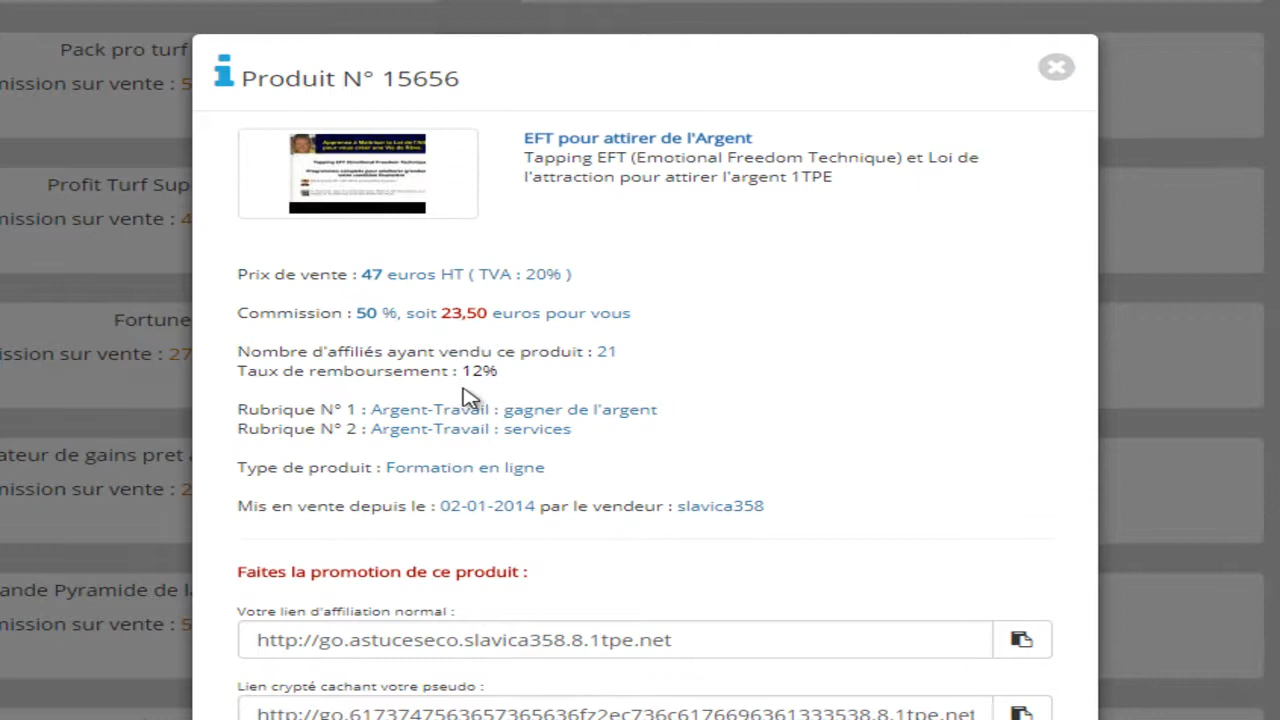 Pack pro turf
mission sur vente : 5
Profit Turf Sup
mission sur vente : 4
Fortune
ission sur vente : 27
ateur de gains pret
mission sur vente : 2
ande Pyramide de l
mission sur vente : 5
Produit N° 15656
EFT pour attirer de l'Argent
Tapping EFT (Emotional Freedom Technique) et Loi de
l'attraction pour attirer l'argent 1TPE
Prix de vente : 47 euros HT ( TVA : 20% )
Commission : 50 %, soit 23,50 euros pour vous
Nombre d'affiliés ayant vendu ce produit : 21
Taux de remboursement : 12%
Rubrique N° 1 : Argent-Travail : gagner de l'argent
Rubrique N° 2 : Argent-Travail : services
Type de produit : Formation en ligne
Mis en vente depuis le : 02-01-2014 par le vendeur : slavica358
Faites la promotion de ce produit :
Votre lien d'affiliation normal :
http://go.astuceseco.slavica358.8.1tpe.net
Lien crypté cachant votre pseudo :